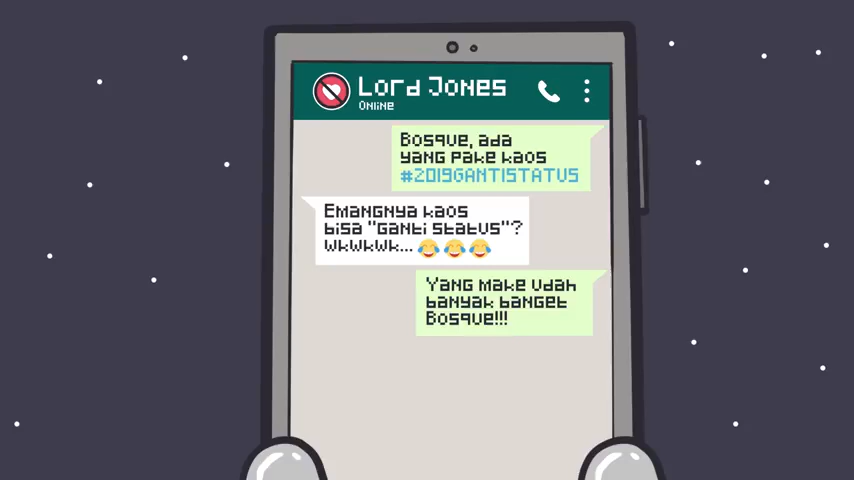 Lord Jones
Online
Bosque, ada
yang pake kaos
#2019GANTISTATUS
Emangnya kaos
bisa "ganti status"?
wkwkwk... 😂😂😂
Yang make udah
banyak banget
Bosque!!!